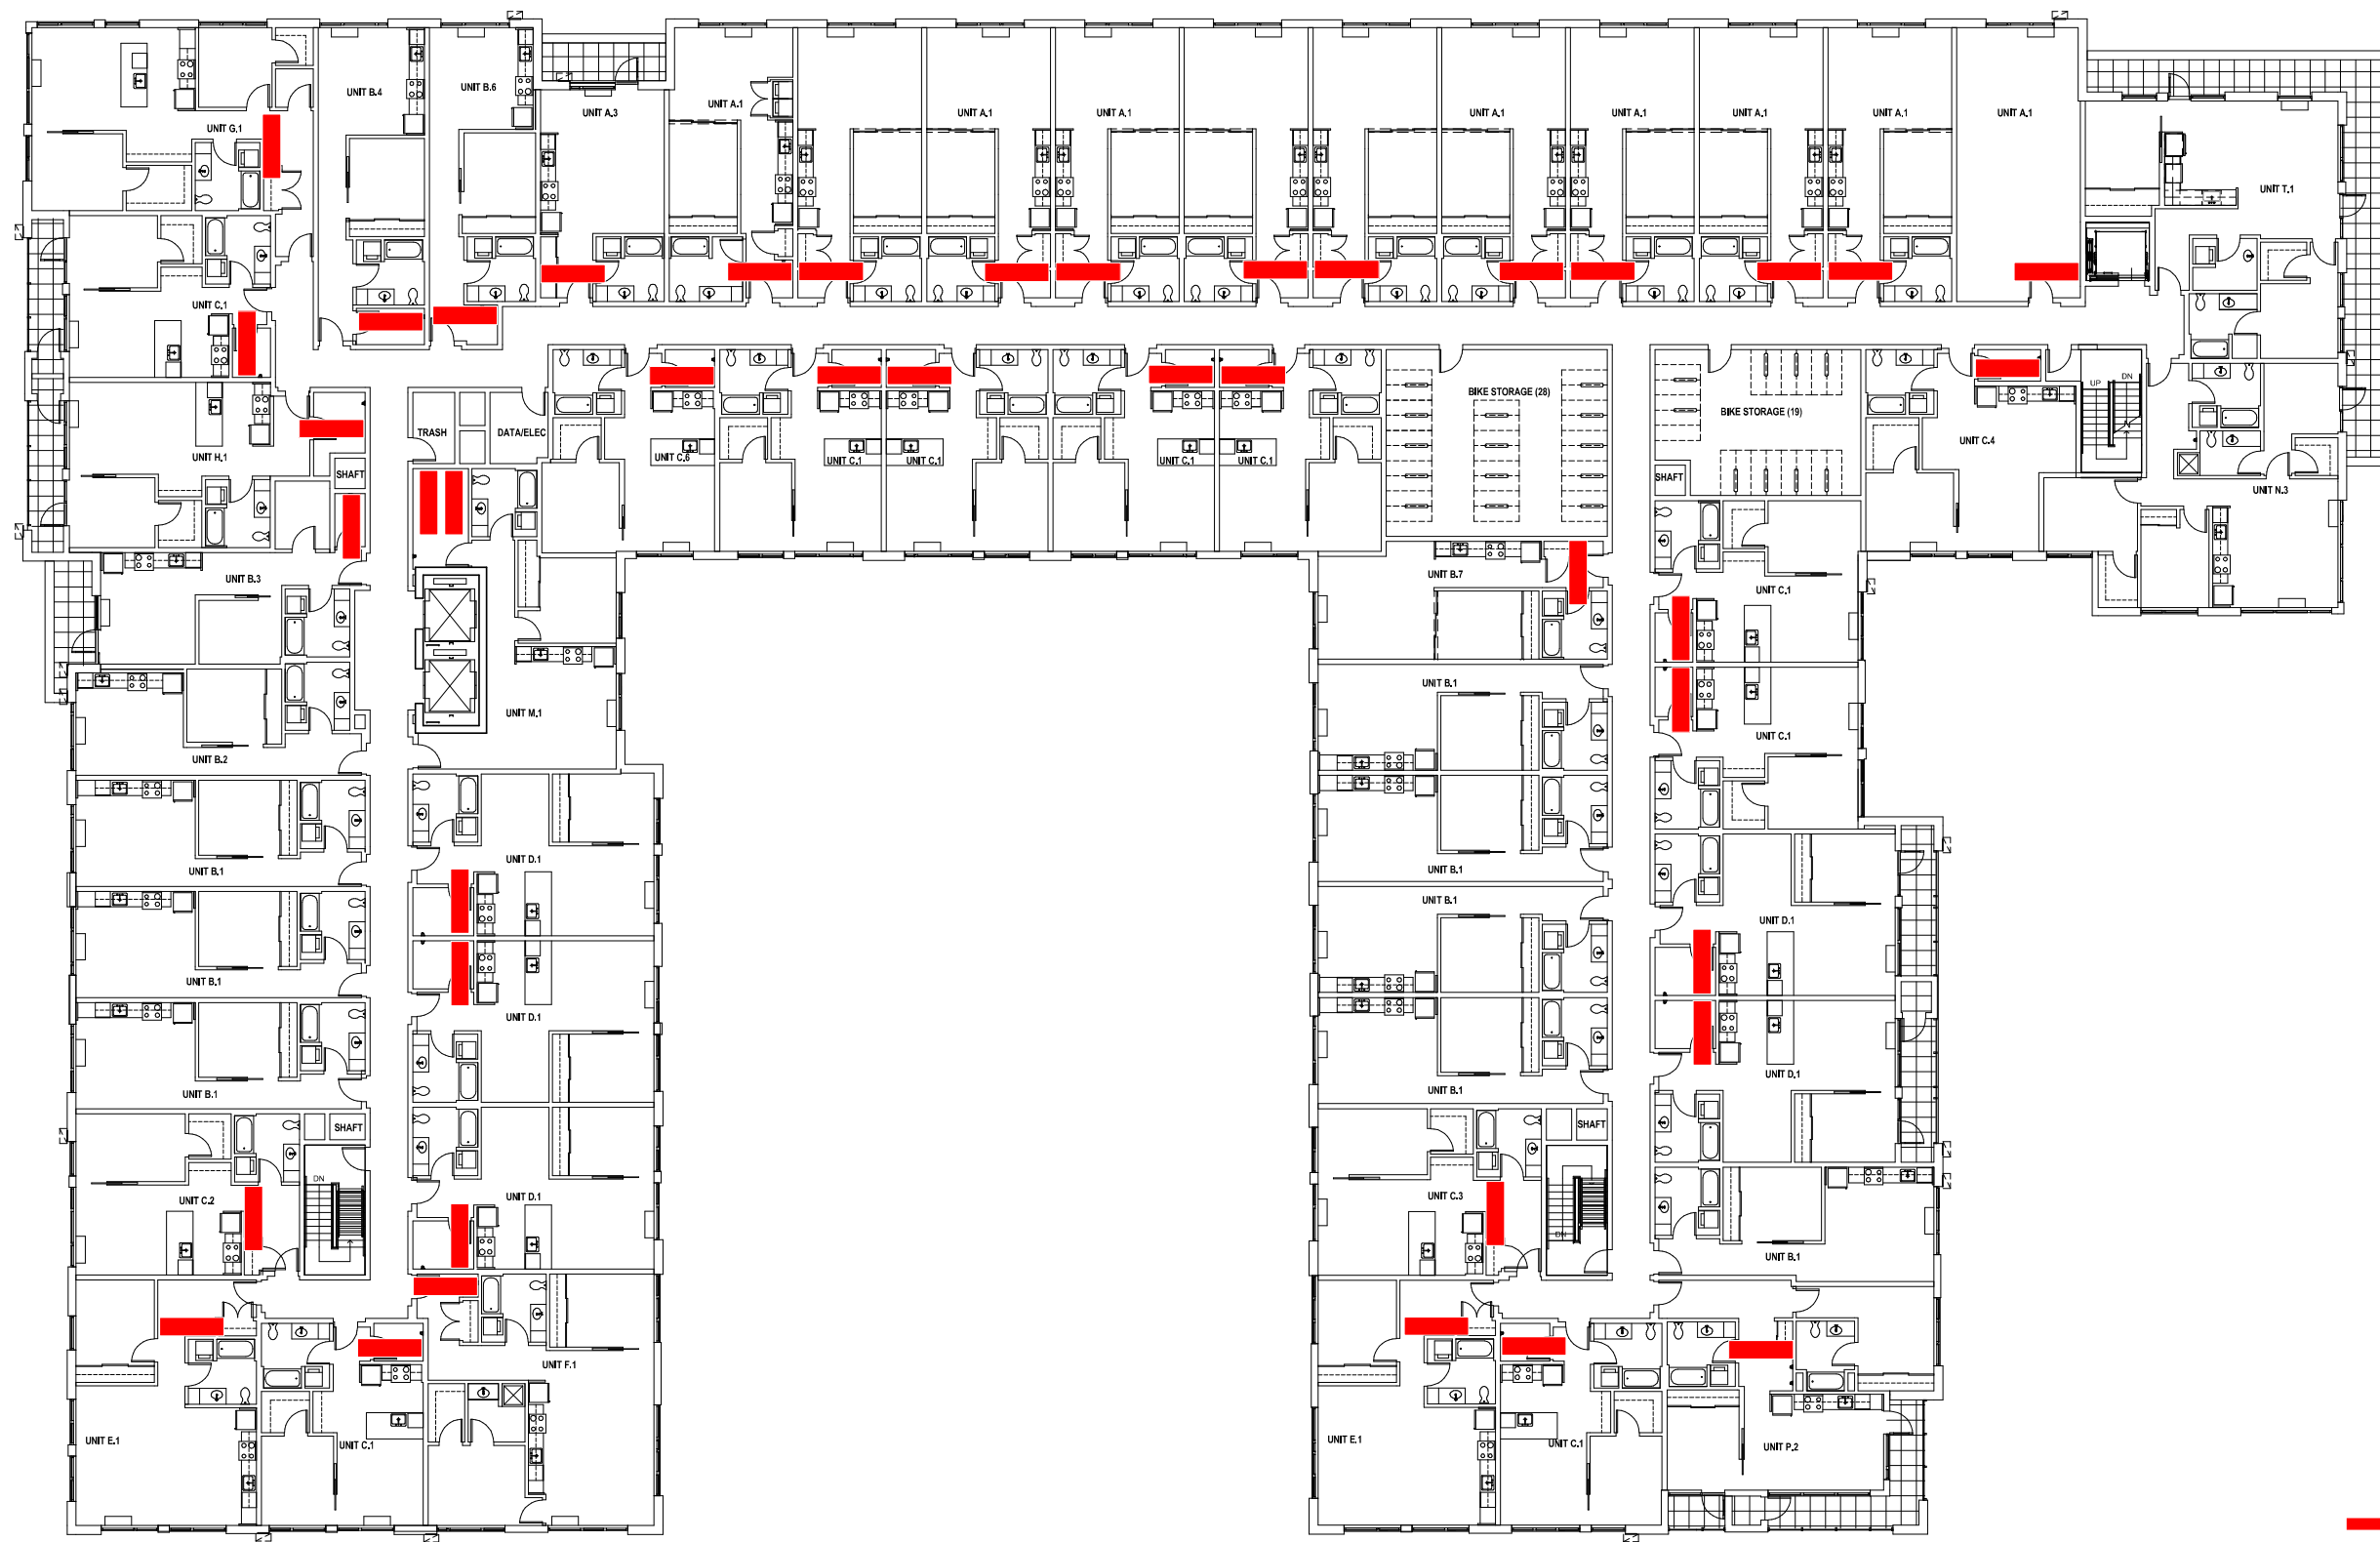 UNIT B.4
UNIT B.6
UNIT A.3
UNIT A.1
UNIT A.1
UNIT A.1
UNIT A.1
UNIT A.1
UNIT A.1
UNIT A.1
UNIT G.1
UNIT T.1
UNIT C.1
UNIT H.1
SHAFT
TRASH
DATA/ELEC
UNIT C.6
UNIT C.1
UNIT C.1
UNIT C.1
UNIT C.1
BIKE STORAGE (28)
BIKE STORAGE (19)
SHAFT
UNIT C.4
UP
DN
UNIT N.3
UNIT B.3
UNIT B.7
UNIT C.1
UNIT B.2
UNIT M.1
UNIT B.1
UNIT C.1
UNIT B.1
UNIT D.1
UNIT B.1
UNIT B.1
UNIT D.1
UNIT B.1
UNIT D.1
UNIT B.1
UNIT B.1
UNIT D.1
SHAFT
SHAFT
DN
UNIT C.2
UNIT D.1
UNIT C.3
DN
UNIT B.1
UNIT F.1
UNIT E.1
UNIT C.1
UNIT E.1
UNIT C.1
UNIT P.2